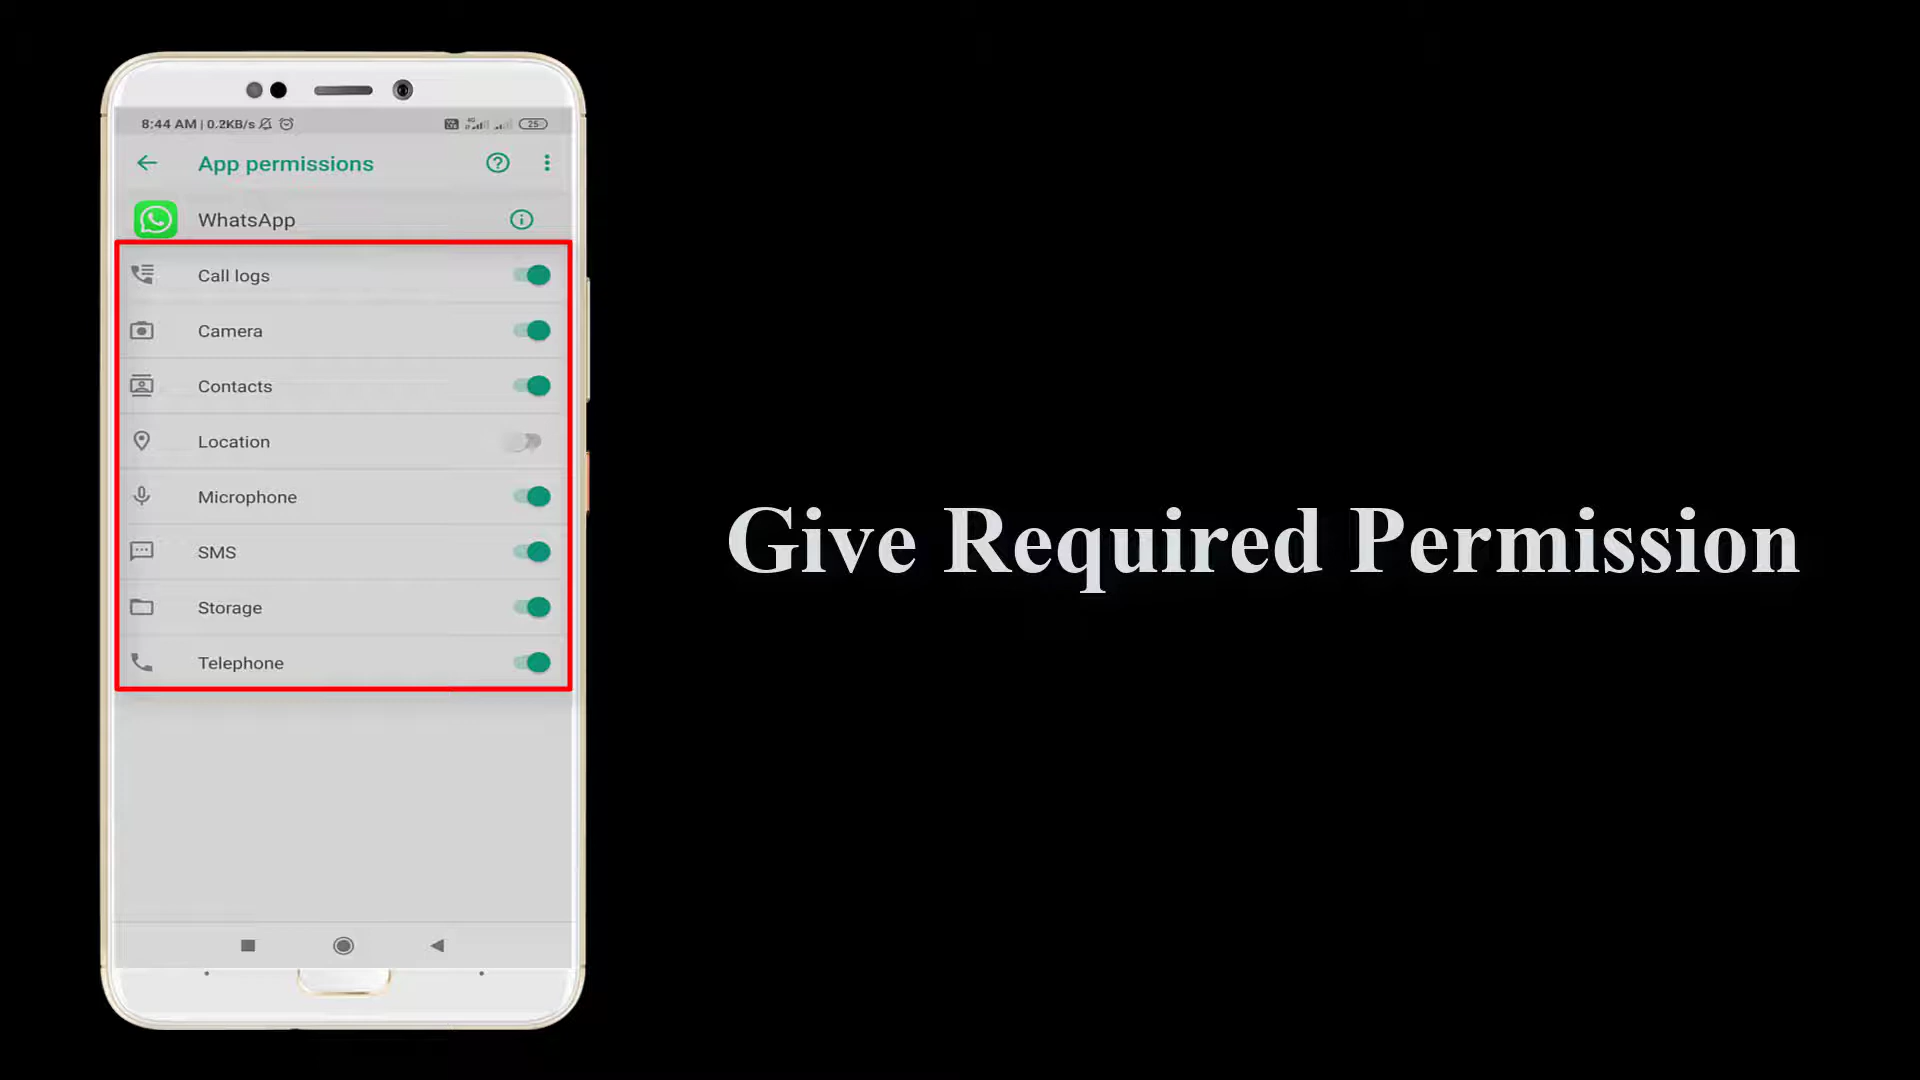 8:44 AM | 0.2KB/s
25
App permissions
WhatsApp
Call logs
Camera
Contacts
Location
Microphone
SMS
Storage
Telephone
Give Required Permission